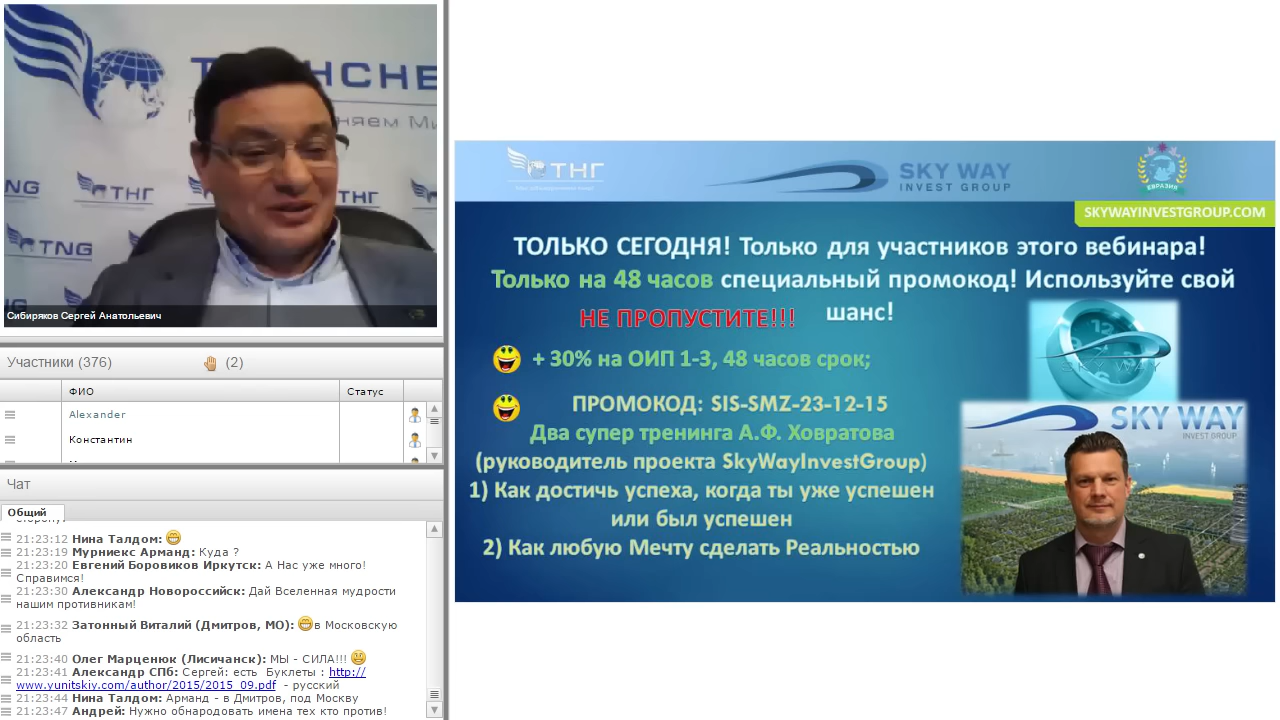 TNG
ТНГ
TNG
ТНГ
TNG
Сибиряков Сергей Анатольевич
Участники (376)
(2)
ФИО
Статус
Alexander
Константин
Чат
Общий
21:23:12 Нина Талдом:
21:23:19 Мурниекс Арманд: Куда ?
21:23:20 Евгений Боровиков Иркутск: А Нас уже много!
Справимся!
21:23:30 Александр Новороссийск: Дай Вселенная мудрости
нашим противникам!
21:23:32 Затонный Виталий (Дмитров, МО): в Московскую
область
21:23:40 Олег Марценюк (Лисичанск): МЫ - СИЛА!!!
21:23:41 Александр СПб: Сергей: есть Буклеты : http://
www.yunitskiy.com/author/2015/2015_09.pdf - русский
21:23:44 Нина Талдом: Арманд - в Дмитров, под Москву
21:23:47 Андрей: Нужно обнародовать имена тех кто против!
ТНГ
SKY WAY
INVEST GROUP
ЕВРАЗИЯ
SKYWAYINVESTGROUP.COM
ТОЛЬКО СЕГОДНЯ! Только для участников этого вебинара!
Только на 48 часов специальный промокод! Используйте свой
шанс!
НЕ ПРОПУСТИТЕ!!!
+ 30% на ОИП 1-3, 48 часов срок;
ПРОМОКОД: SIS-SMZ-23-12-15
Два супер тренинга А.Ф. Ховратова
(руководитель проекта SkyWayInvestGroup)
1) Как достичь успеха, когда ты уже успешен
или был успешен
2) Как любую Мечту сделать Реальностью
SKY WAY
SKY WAY
INVEST GROUP